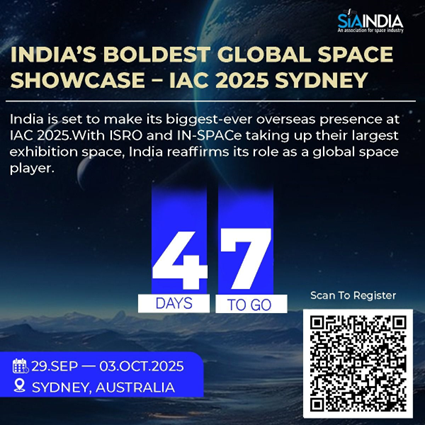 SIAINDIA
An association for space industry
INDIA'S BOLDEST GLOBAL SPACE
SHOWCASE – IAC 2025 SYDNEY
India is set to make its biggest-ever overseas presence at
IAC 2025.With ISRO and IN-SPACe taking up their largest
exhibition space, India reaffirms its role as a global space
player.
47
DAYS TO GO
Scan To Register
29.SEP — 03.OCT.2025
SYDNEY, AUSTRALIA